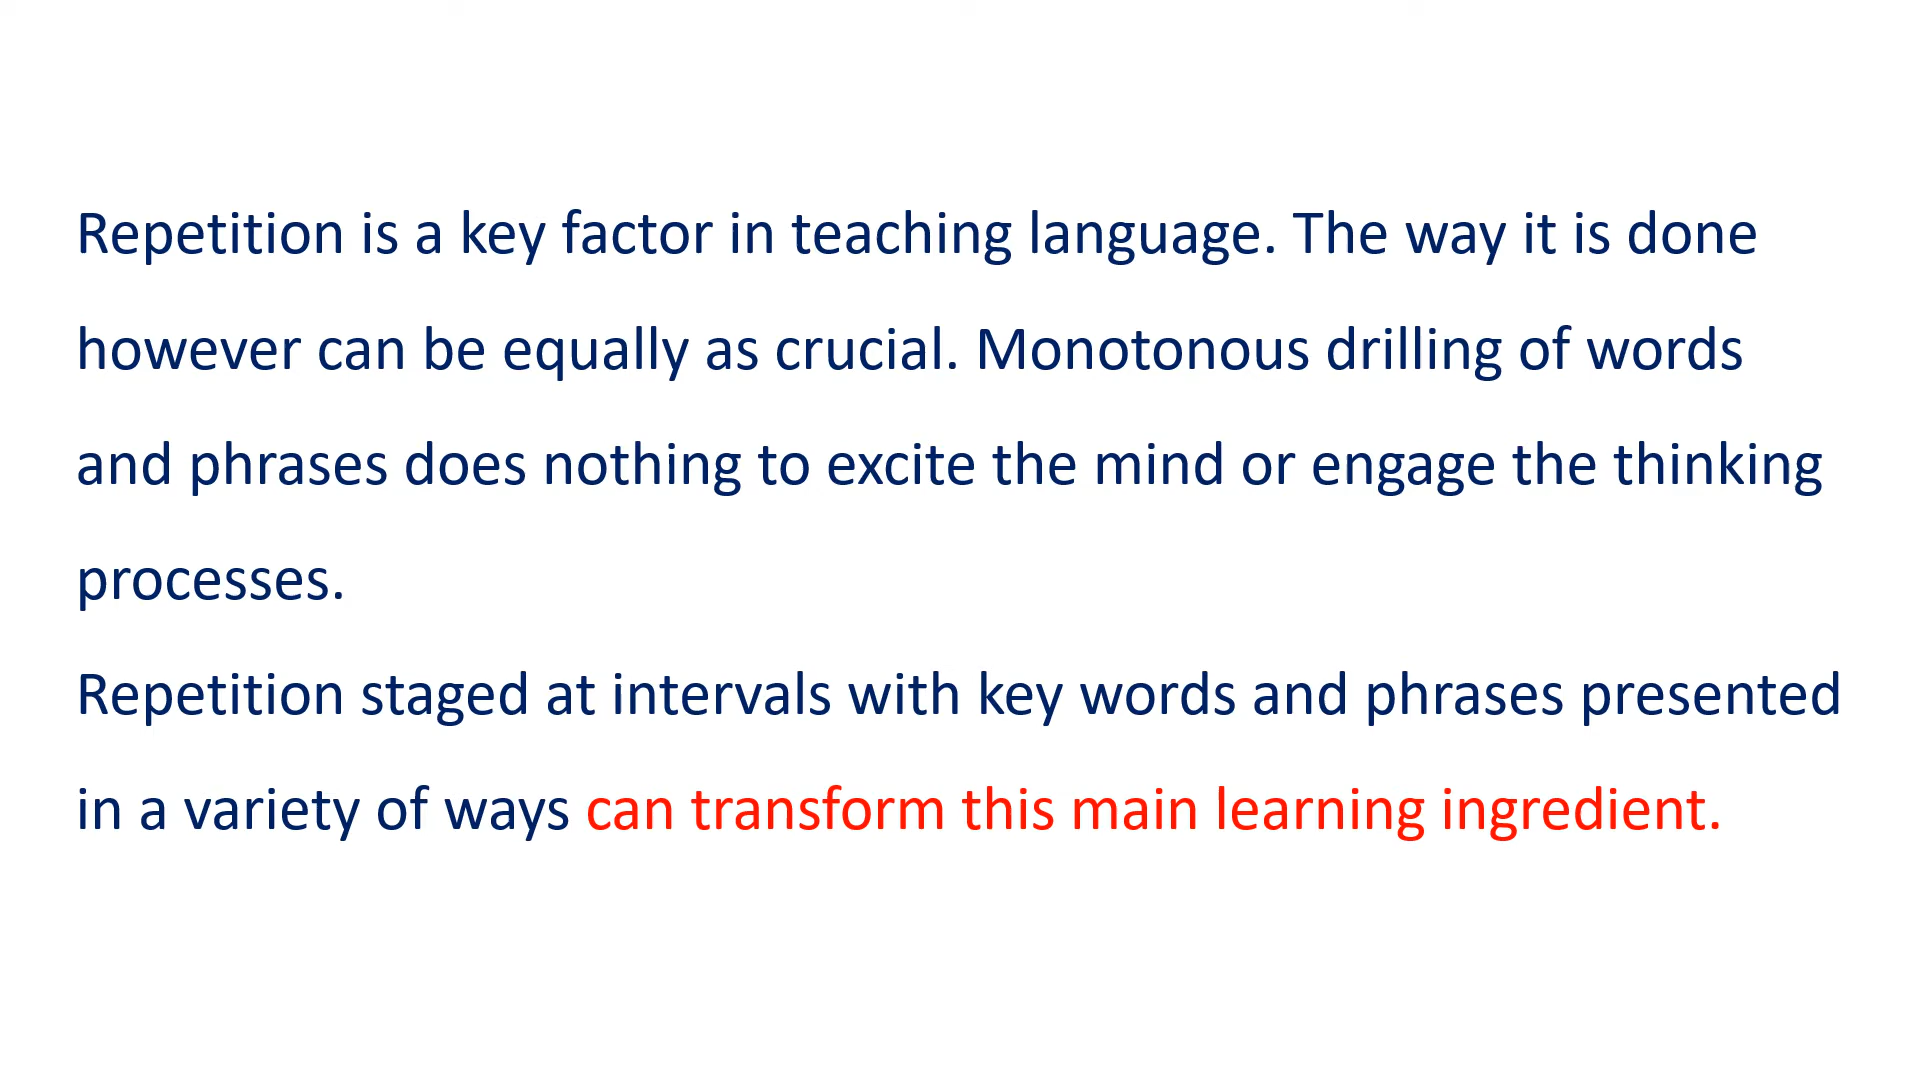 Repetition is a key factor in teaching language. The way it is done
however can be equally as crucial. Monotonous drilling of words
and phrases does nothing to excite the mind or engage the thinking
processes.
Repetition staged at intervals with key words and phrases presented
in a variety of ways can transform this main learning ingredient.